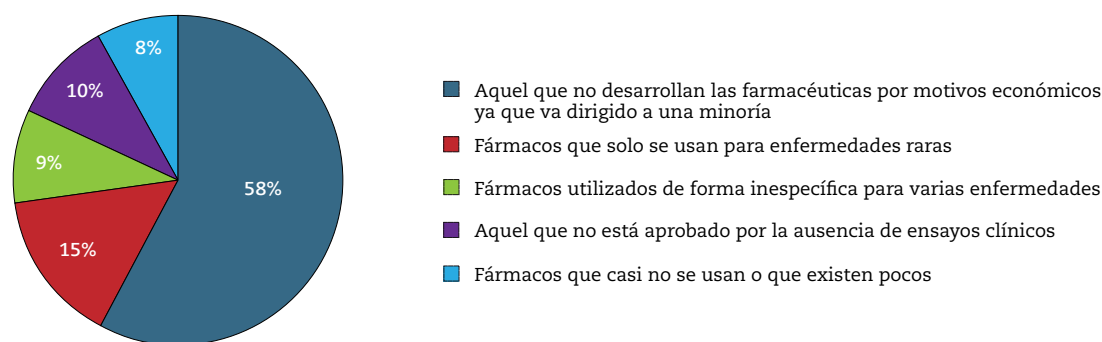 8%
10%
9%
58%
15%
Aquel que no desarrollan las farmacéuticas por motivos económicos
ya que va dirigido a una minoría
Fármacos que solo se usan para enfermedades raras
Fármacos utilizados de forma inespecífica para varias enfermedades
Aquel que no está aprobado por la ausencia de ensayos clínicos
Fármacos que casi no se usan o que existen pocos